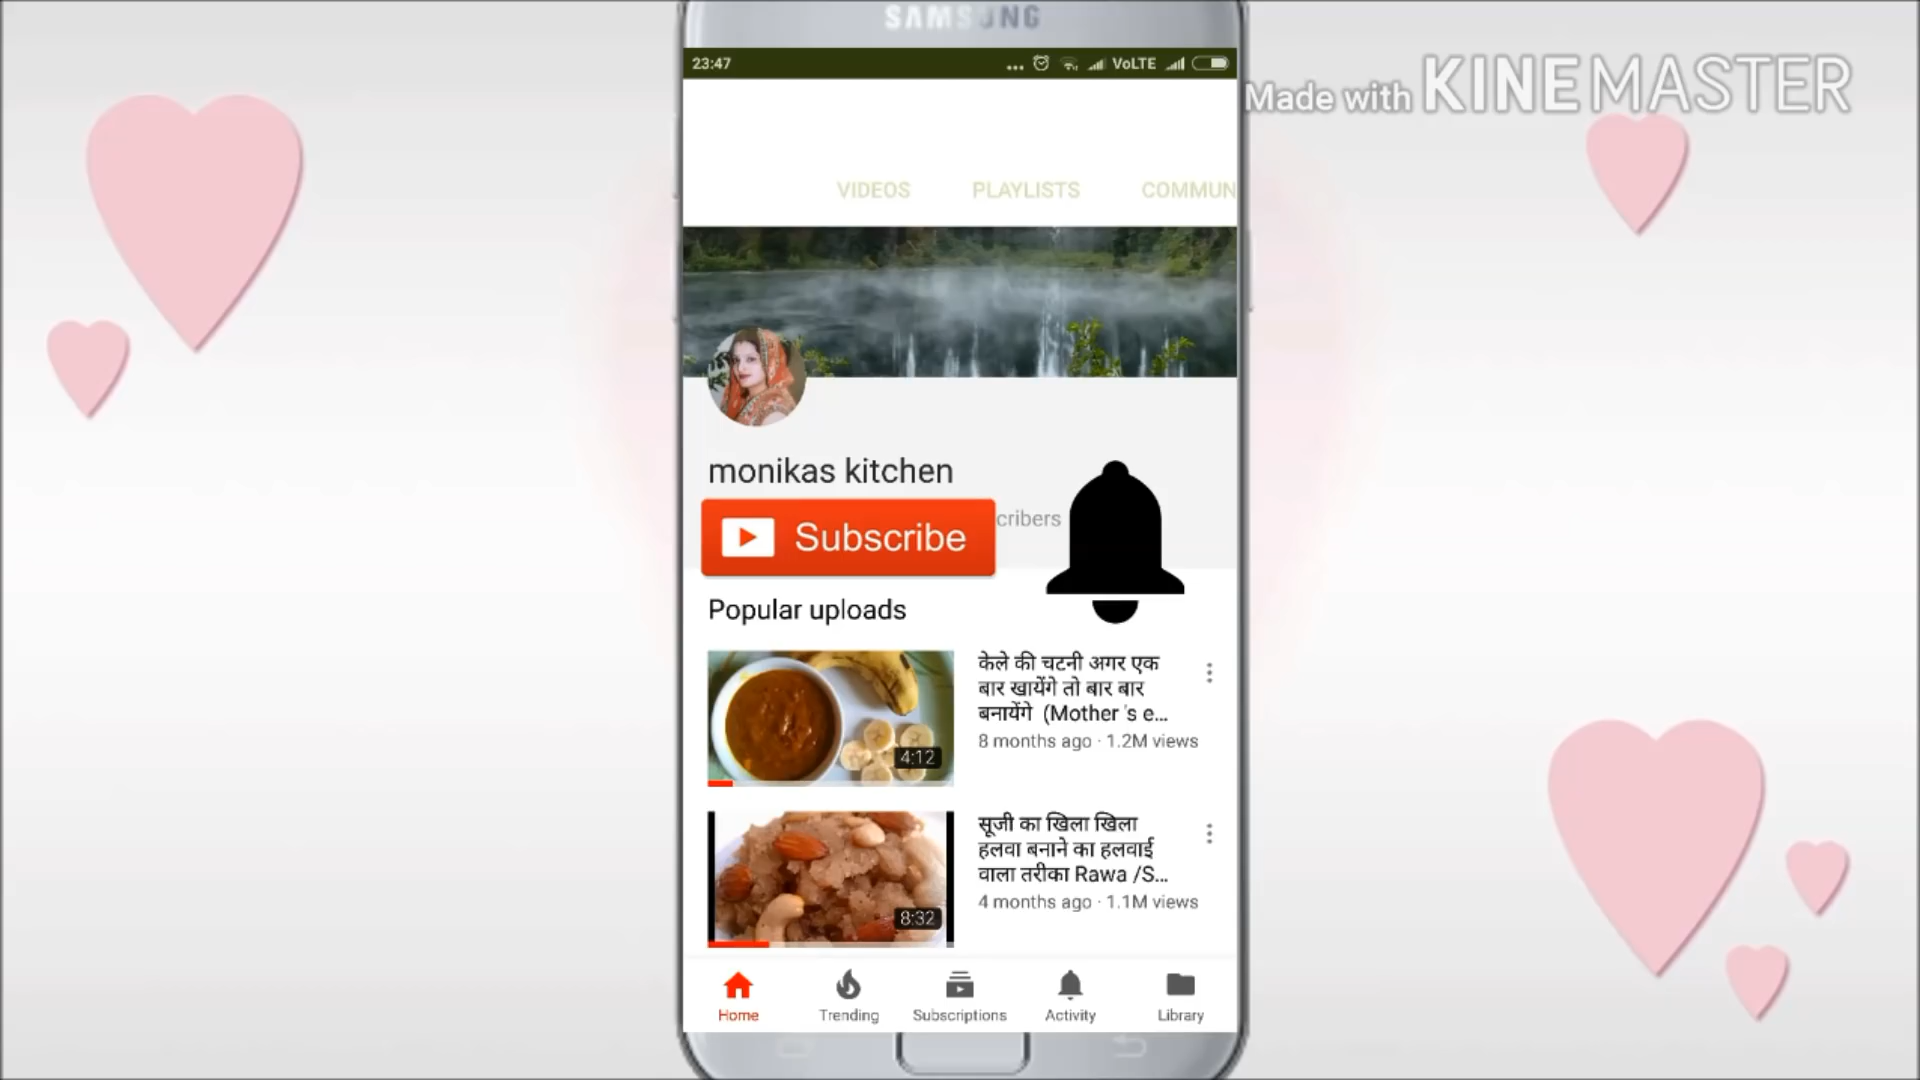 SAMSUNG
23:47
VoLTE
Made with KINEMASTER
VIDEOS PLAYLISTS COMMUN
monikas kitchen
Subscribe
cribers
Popular uploads
केले की चटनी अगर एक
बार खायेंगे तो बार बार
बनायेंगे (Mother 's e...
8 months ago · 1.2M views
4:12
सूजी का खिला खिला
हलवा बनाने का हलवाई
वाला तरीका Rawa /S...
4 months ago · 1.1M views
8:32
Home Trending Subscriptions Activity Library